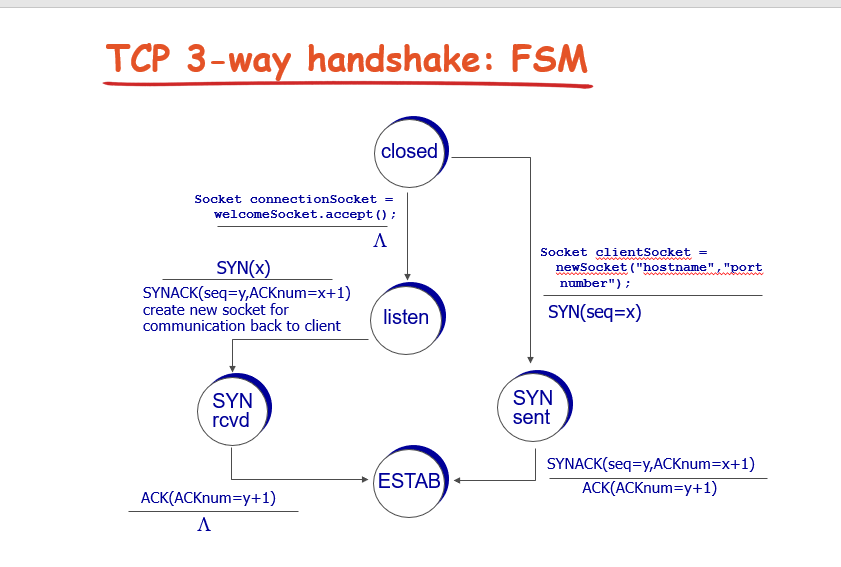 TCP 3-way handshake: FSM
closed
Socket connectionSocket =
welcomeSocket.accept();
Λ
Socket clientSocket =
newSocket("hostname","port
number");
SYN(seq=x)
SYN(x)
SYNACK(seq=y,ACKnum=x+1)
create new socket for
communication back to client
listen
SYN
rcvd
SYN
sent
ESTAB
SYNACK(seq=y,ACKnum=x+1)
ACK(ACKnum=y+1)
ACK(ACKnum=y+1)
Λ